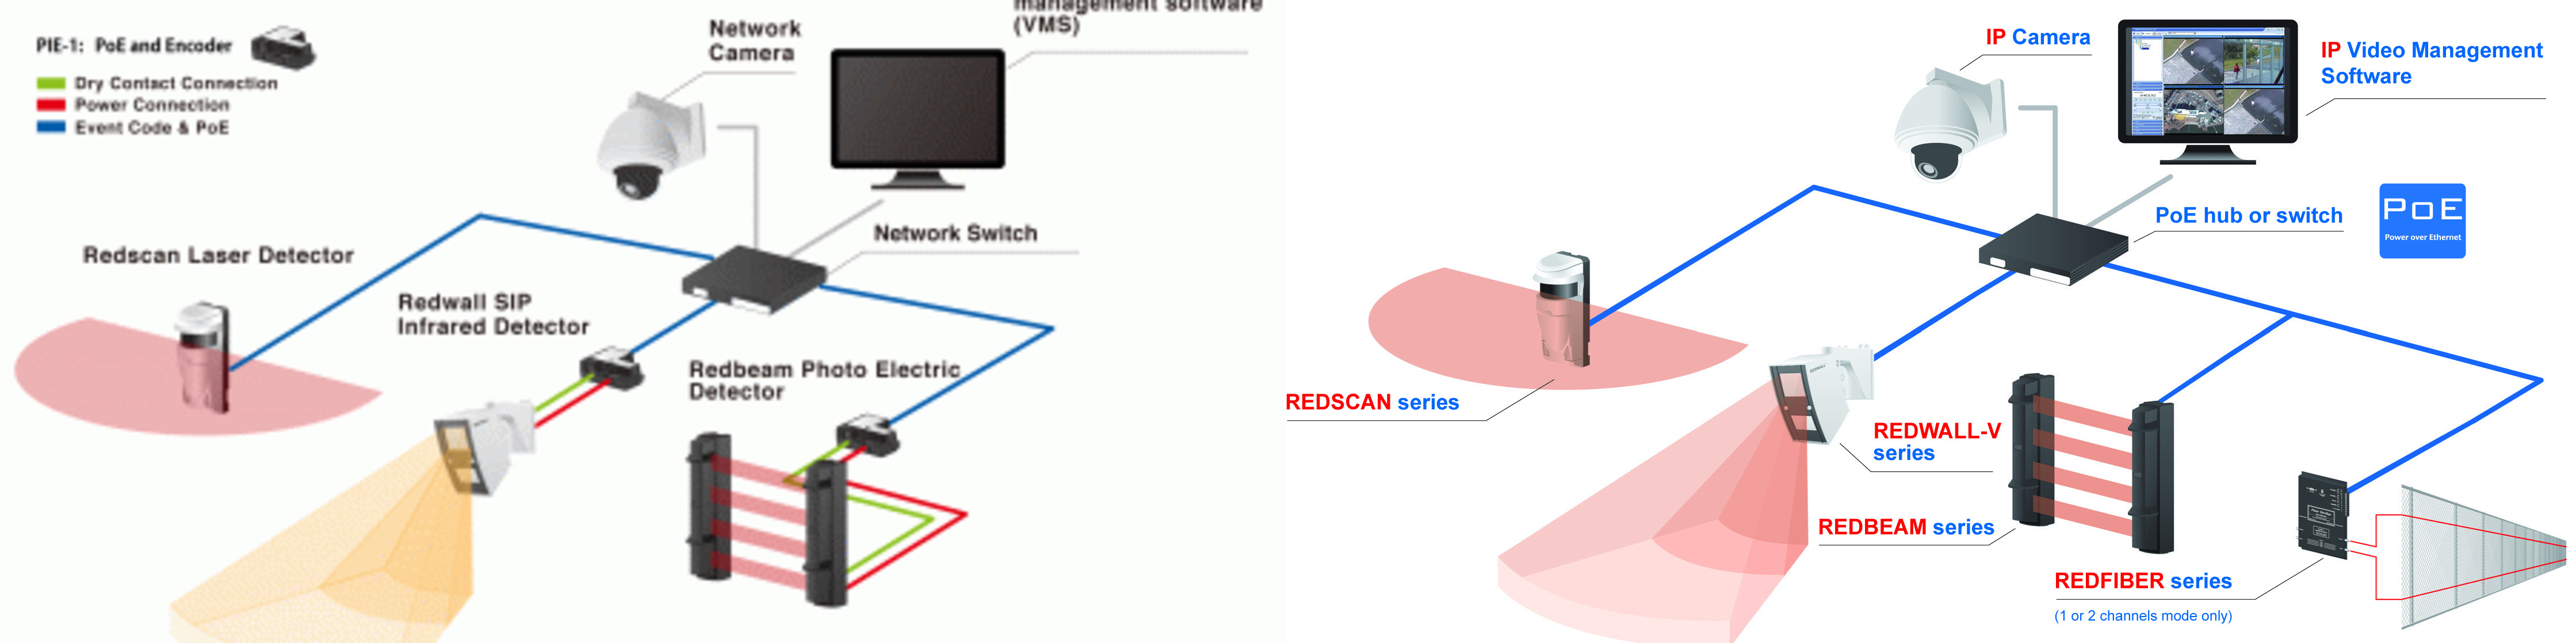 management software
(VMS)
PIE-1: PoE and Encoder
Dry Contact Connection
Power Connection
Event Code & PoE
Network
Camera
Network Switch
Redscan Laser Detector
Redwall SIP
Infrared Detector
Redbeam Photo Electric
Detector
IP Camera
IP Video Management
Software
PoE hub or switch
PoE
Power over Ethernet
REDSCAN series
REDWALL-V
series
REDBEAM series
REDFIBER series
(1 or 2 channels mode only)